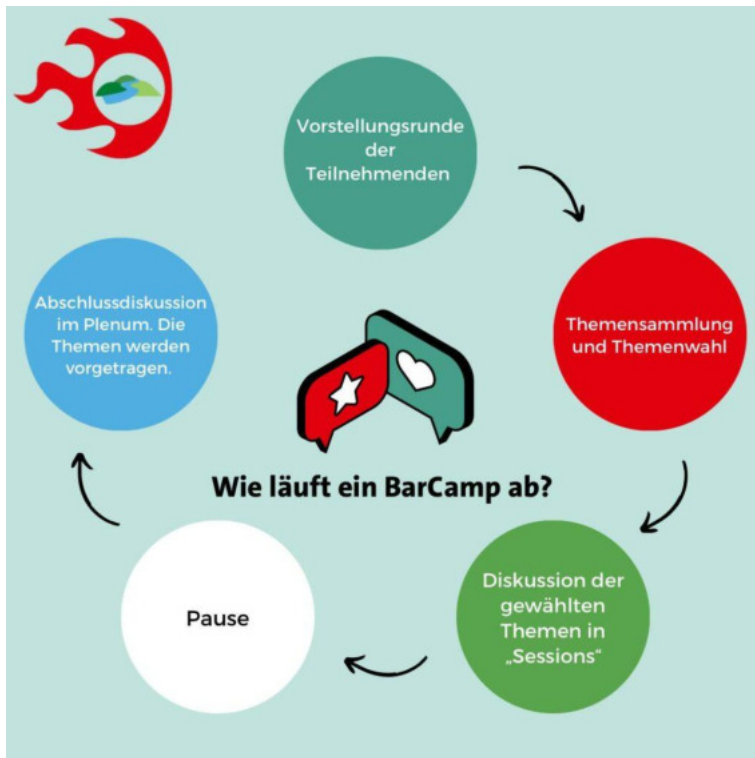 Wie läuft ein BarCamp ab?
Vorstellungsrunde
der
Teilnehmenden
Themensammlung
und Themenwahl
Diskussion der
gewählten
Themen in
„Sessions“
Pause
Abschlussdiskussion
im Plenum. Die
Themen werden
vorgetragen.